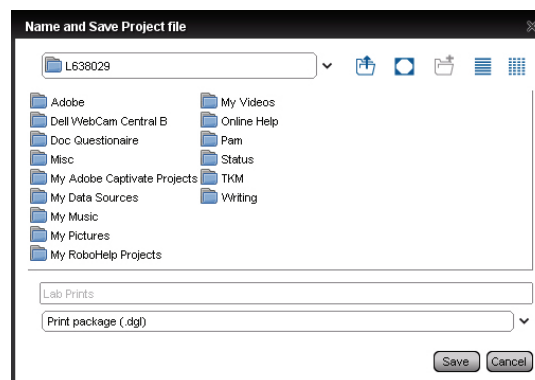 Name and Save Project file
L638029
Adobe
Dell WebCam Central B
Doc Questionaire
Misc
My Adobe Captivate Projects
My Data Sources
My Music
My Pictures
My RoboHelp Projects
My Videos
Online Help
Pam
Status
TKM
Writing
Lab Prints
Print package (.dgl)
Save Cancel